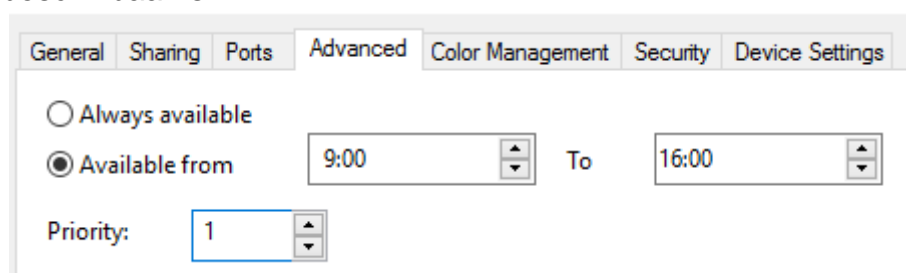 General Sharing Ports Advanced Color Management Security Device Settings
Always available
Available from 9:00 To 16:00
Priority: 1